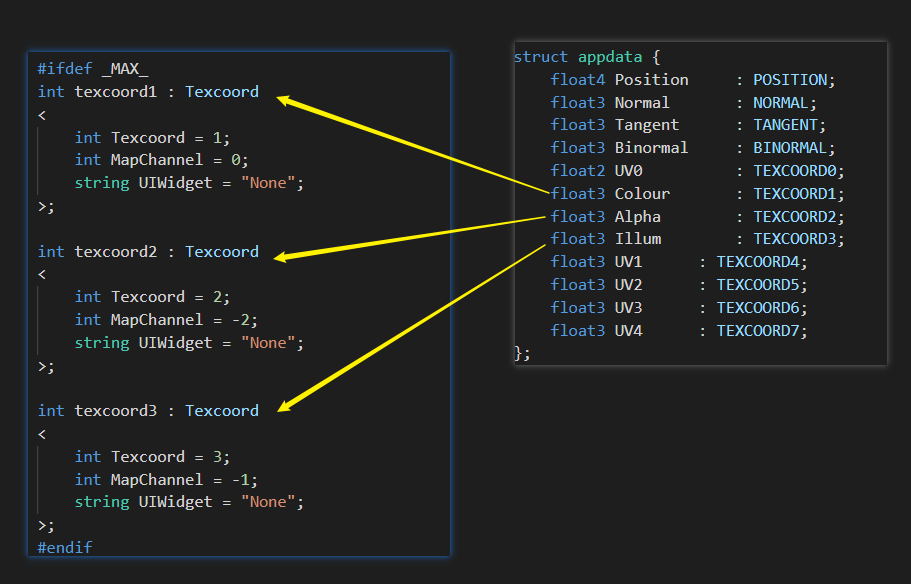 #ifdef _MAX_
int texcoord1 : Texcoord
<
int Texcoord = 1;
int MapChannel = 0;
string UIWidget = "None";
>;
int texcoord2 : Texcoord
<
int Texcoord = 2;
int MapChannel = -2;
string UIWidget = "None";
>;
int texcoord3 : Texcoord
<
int Texcoord = 3;
int MapChannel = -1;
string UIWidget = "None";
>;
#endif
struct appdata {
float4 Position : POSITION;
float3 Normal : NORMAL;
float3 Tangent : TANGENT;
float3 Binormal : BINORMAL;
float2 UV0 : TEXCOORD0;
float3 Colour : TEXCOORD1;
float3 Alpha : TEXCOORD2;
float3 Illum : TEXCOORD3;
float3 UV1 : TEXCOORD4;
float3 UV2 : TEXCOORD5;
float3 UV3 : TEXCOORD6;
float3 UV4 : TEXCOORD7;
};